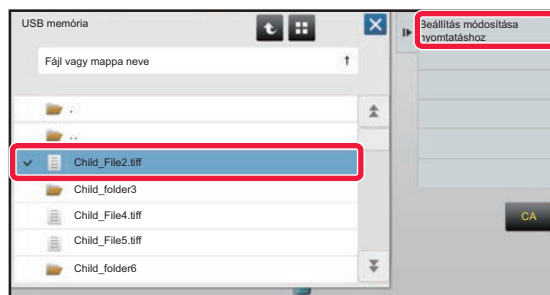 USB memória
Beállítás módosítása
nyomtatáshoz
Fájl vagy mappa neve
.
..
Child_File2.tiff
Child_folder3
Child_File4.tiff
Child_File5.tiff
Child_folder6
CA